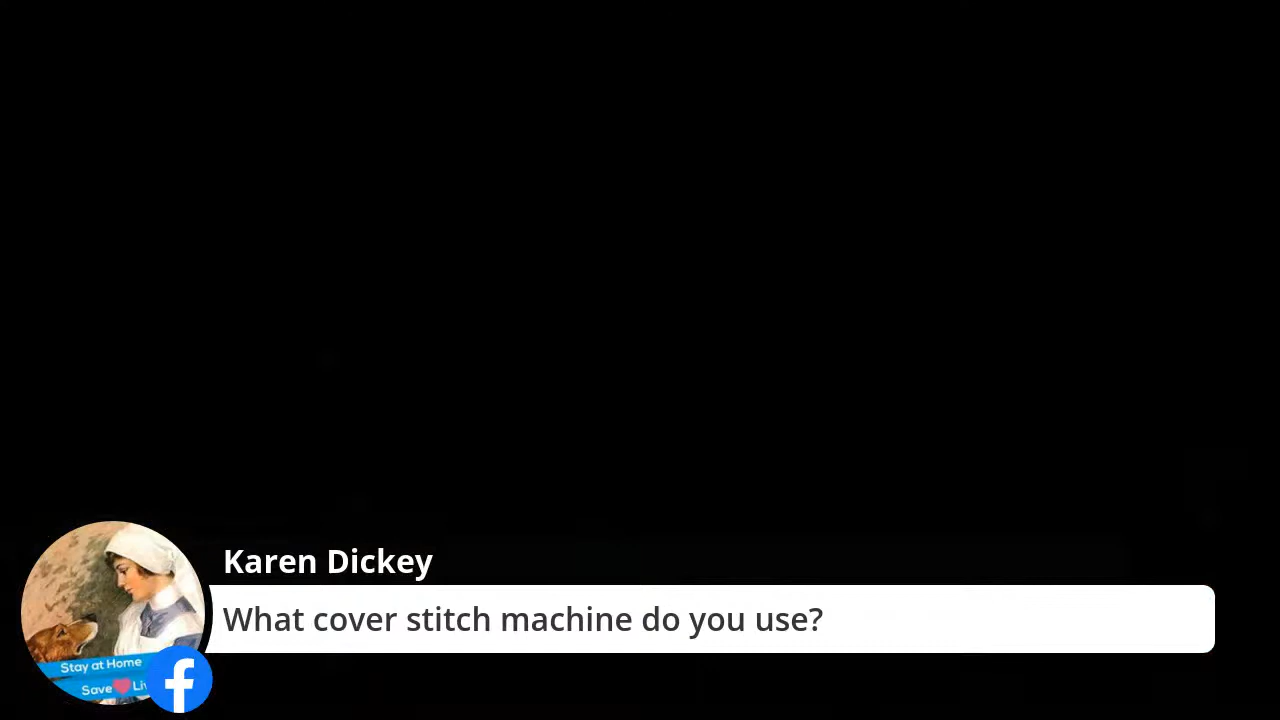 Karen Dickey
What cover stitch machine do you use?
Stay at Home
Save